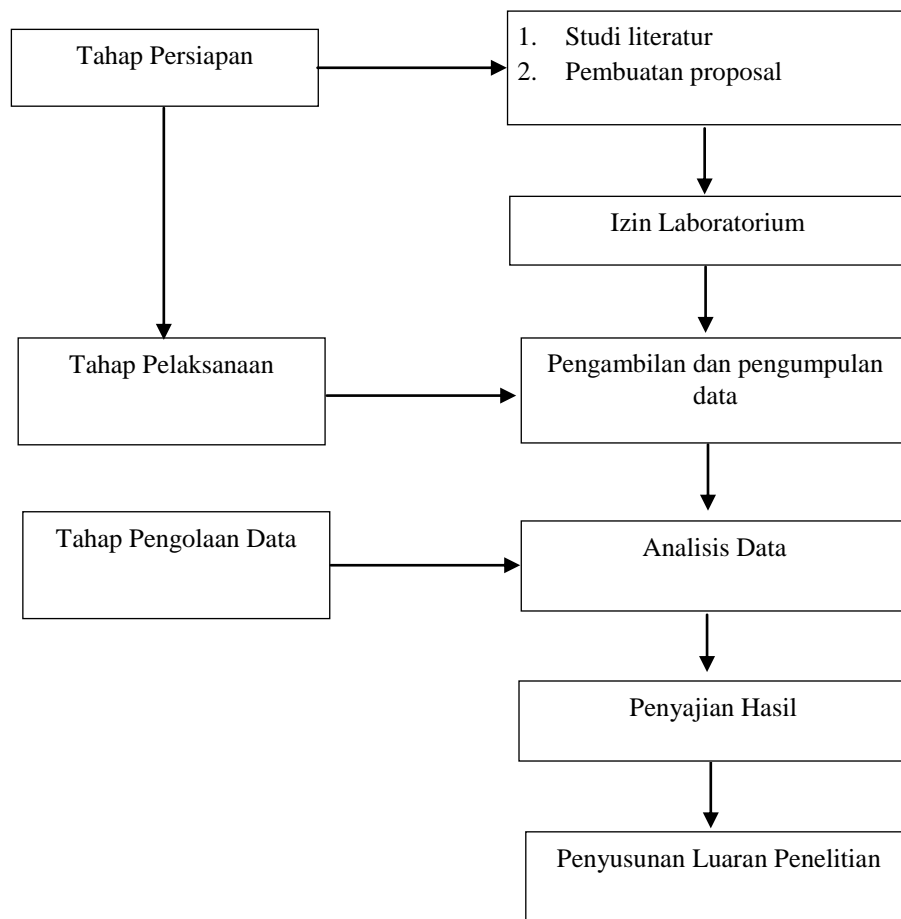 Tahap Persiapan
1. Studi literatur
2. Pembuatan proposal
Izin Laboratorium
Tahap Pelaksanaan
Pengambilan dan pengumpulan
data
Tahap Pengolaan Data
Analisis Data
Penyajian Hasil
Penyusunan Luaran Penelitian